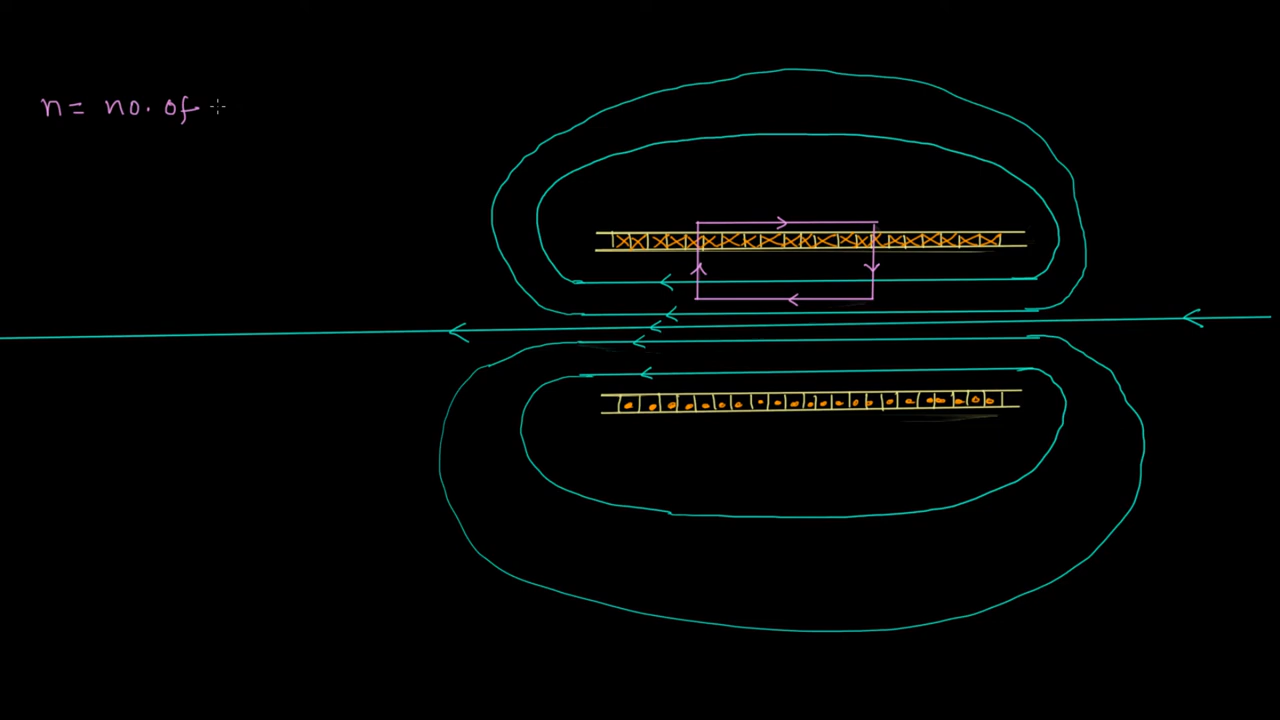 n = no. of